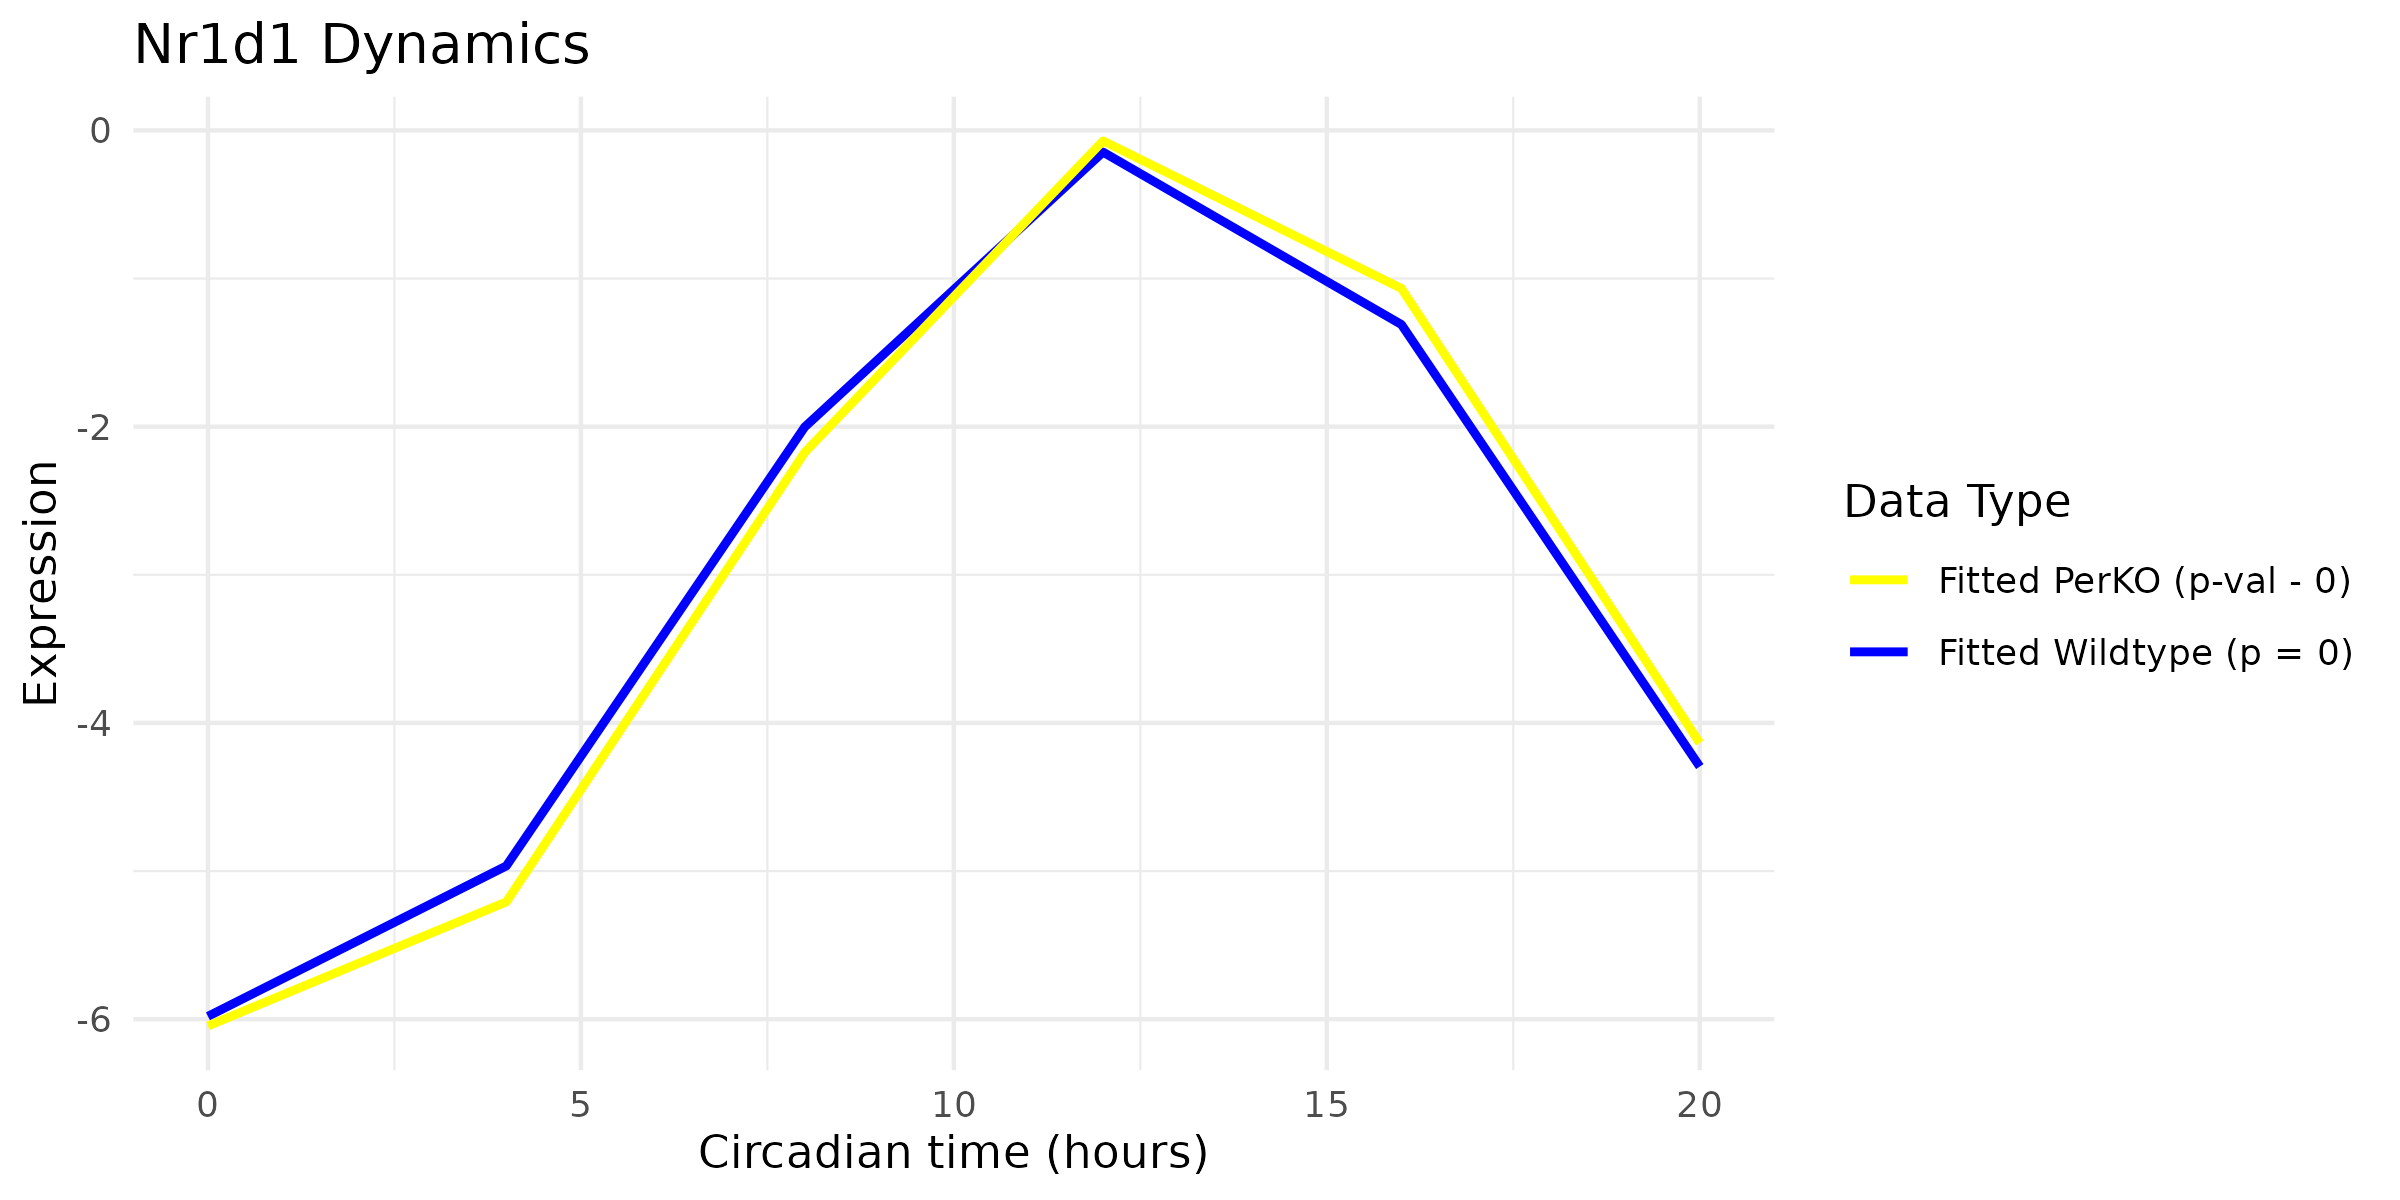 Nr1d1 Dynamics
0
-2
-4
-6
Expression
0 5 10 15 20
Circadian time (hours)
Data Type
Fitted PerKO (p-val - 0)
Fitted Wildtype (p = 0)